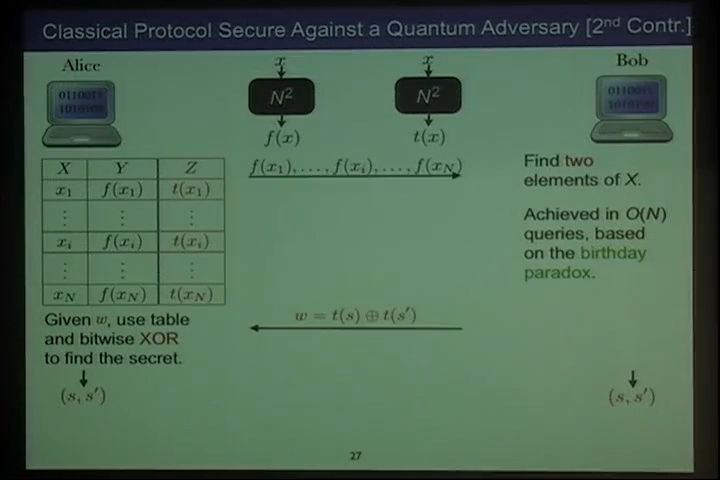 Classical Protocol Secure Against a Quantum Adversary [2nd Contr.]
Alice
Bob
x
x
N²
N²
f(x)
t(x)
X Y Z
x₁ f(x₁) t(x₁)
⋮ ⋮ ⋮
xᵢ f(xᵢ) t(xᵢ)
⋮ ⋮ ⋮
x_N f(x_N) t(x_N)
f(x₁), . . . , f(xᵢ), . . . , f(x_N)
Find two
elements of X.
Achieved in O(N)
queries, based
on the birthday
paradox.
Given w, use table
and bitwise XOR
to find the secret.
w = t(s) ⊕ t(s′)
(s, s′)
(s, s′)
27